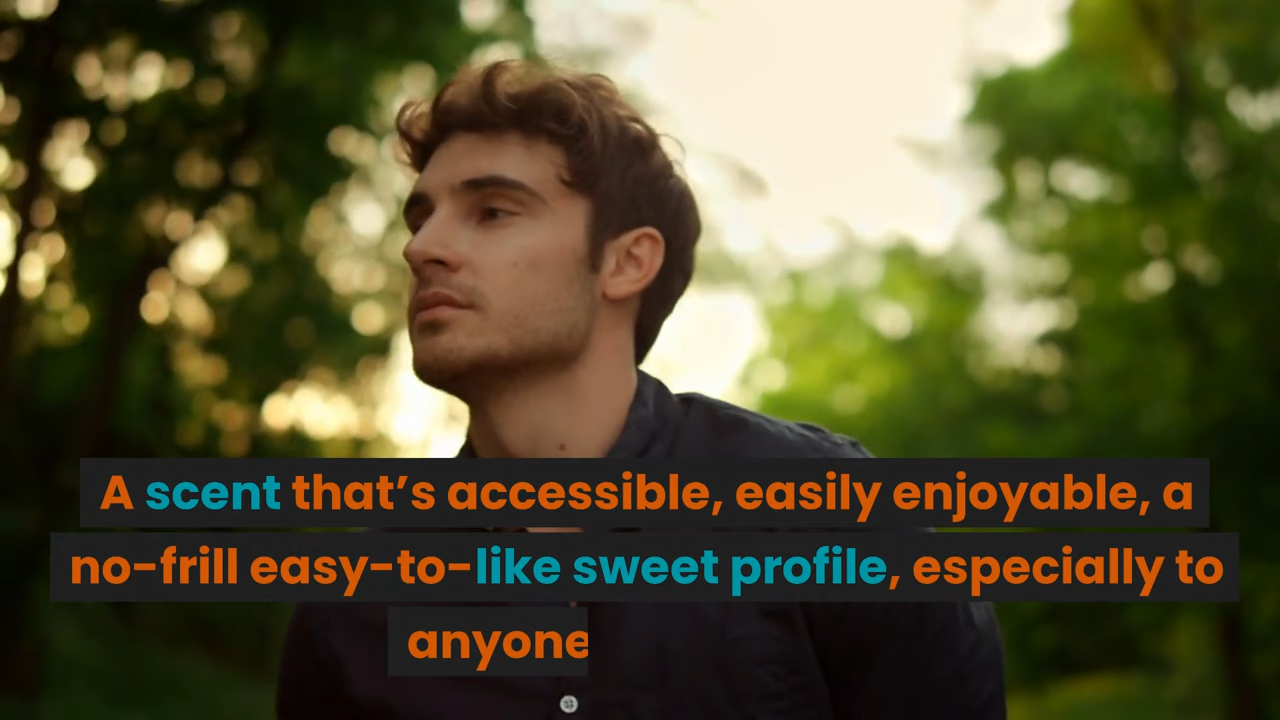 A scent that’s accessible, easily enjoyable, a
no-frill easy-to-like sweet profile, especially to
anyone